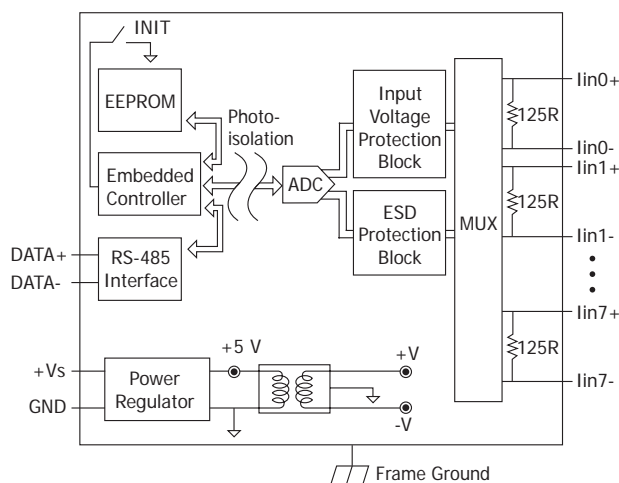 INIT
EEPROM
Photo-
isolation
Embedded
Controller
ADC
Input
Voltage
Protection
Block
ESD
Protection
Block
MUX
Iin0+
125R
Iin0-
Iin1+
125R
Iin1-
Iin7+
125R
Iin7-
DATA+
DATA-
RS-485
Interface
+Vs
GND
Power
Regulator
+5 V
+V
-V
Frame Ground